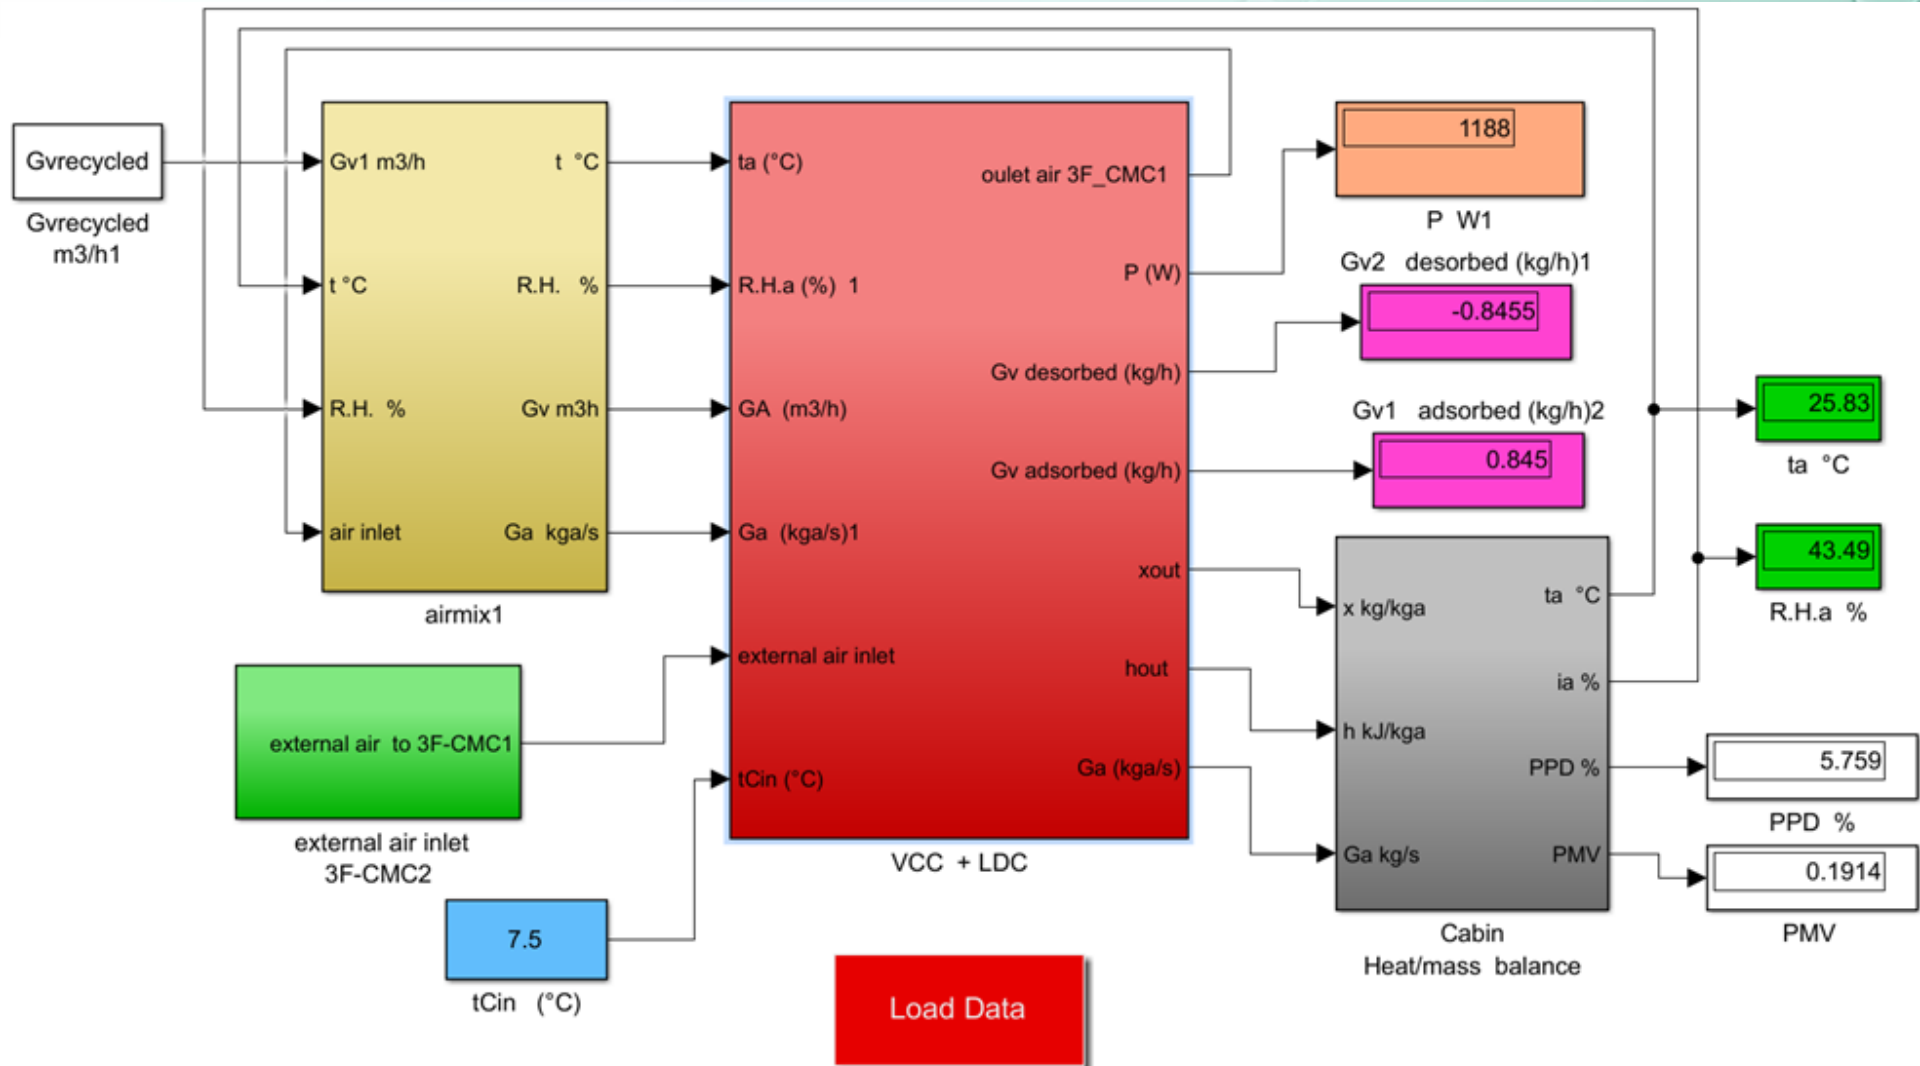 Gvrecycled
Gvrecycled
m3/h1
Gv1 m3/h
t °C
R.H. %
air inlet
t °C
R.H. %
Gv m3h
Ga kga/s
airmix1
external air to 3F-CMC1
external air inlet
3F-CMC2
7.5
tCin (°C)
ta (°C)
R.H.a (%) 1
GA (m3/h)
Ga (kga/s)1
external air inlet
tCin (°C)
oulet air 3F_CMC1
P (W)
Gv desorbed (kg/h)
Gv adsorbed (kg/h)
xout
hout
Ga (kga/s)
VCC + LDC
Load Data
1188
P W1
Gv2 desorbed (kg/h)1
-0.8455
Gv1 adsorbed (kg/h)2
0.845
x kg/kga
h kJ/kga
Ga kg/s
ta °C
ia %
PPD %
PMV
Cabin
Heat/mass balance
25.83
ta °C
43.49
R.H.a %
5.759
PPD %
0.1914
PMV